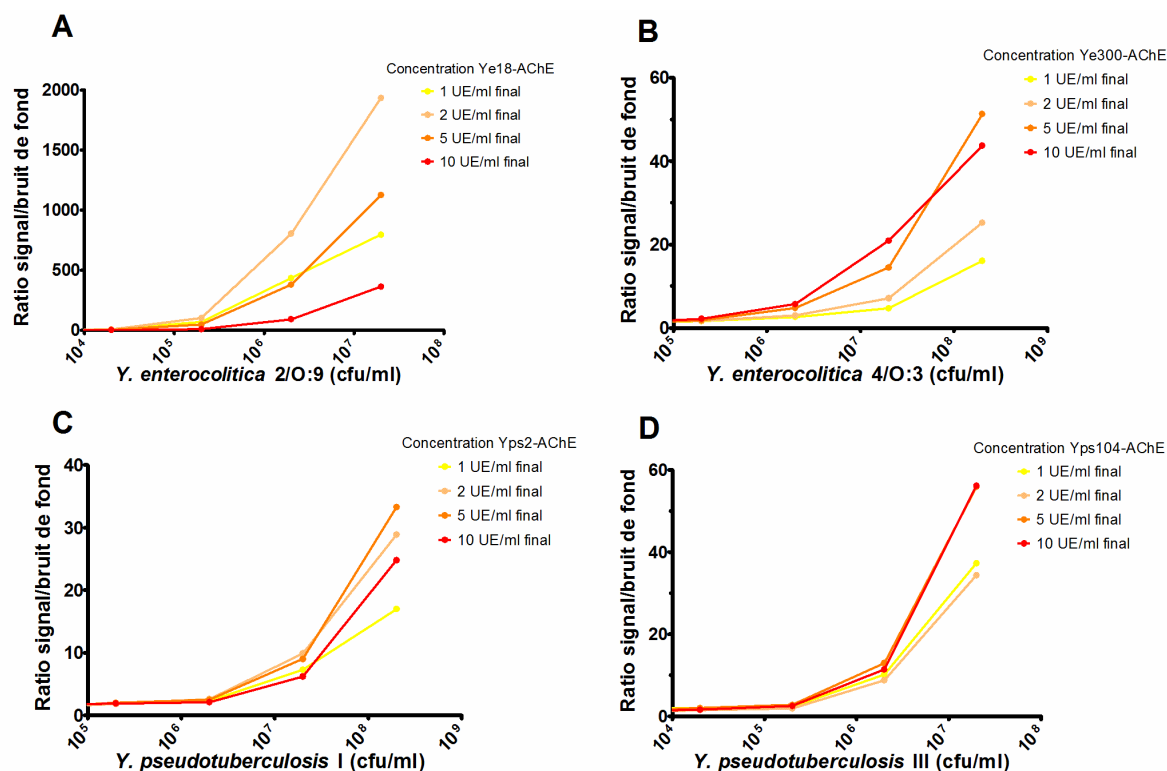 A
Concentration Ye18-AChE
1 UE/ml final
2 UE/ml final
5 UE/ml final
10 UE/ml final
Ratio signal/bruit de fond
2000
1500
1000
500
0
10^4
10^5
10^6
10^7
10^8
Y. enterocolitica 2/O:9 (cfu/ml)
B
Concentration Ye300-AChE
1 UE/ml final
2 UE/ml final
5 UE/ml final
10 UE/ml final
Ratio signal/bruit de fond
60
40
20
0
10^5
10^6
10^7
10^8
10^9
Y. enterocolitica 4/O:3 (cfu/ml)
C
Concentration Yps2-AChE
1 UE/ml final
2 UE/ml final
5 UE/ml final
10 UE/ml final
Ratio signal/bruit de fond
40
30
20
10
0
10^5
10^6
10^7
10^8
10^9
Y. pseudotuberculosis I (cfu/ml)
D
Concentration Yps104-AChE
1 UE/ml final
2 UE/ml final
5 UE/ml final
10 UE/ml final
Ratio signal/bruit de fond
60
40
20
0
10^4
10^5
10^6
10^7
10^8
Y. pseudotuberculosis III (cfu/ml)